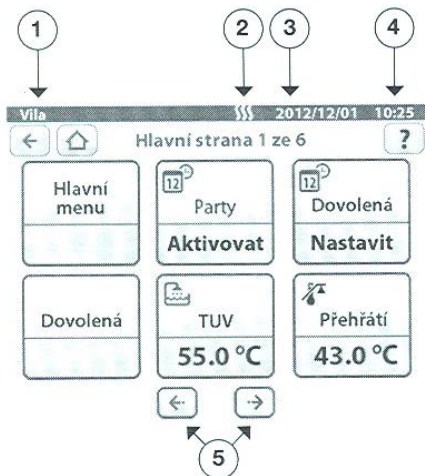 1 2 3 4
Vila 2012/12/01 10:25
Hlavní strana 1 ze 6 ?
Hlavní
menu
12
Party
Aktivovat
12
Dovolená
Nastavit
Dovolená
TUV
55.0 °C
Přehřátí
43.0 °C
5